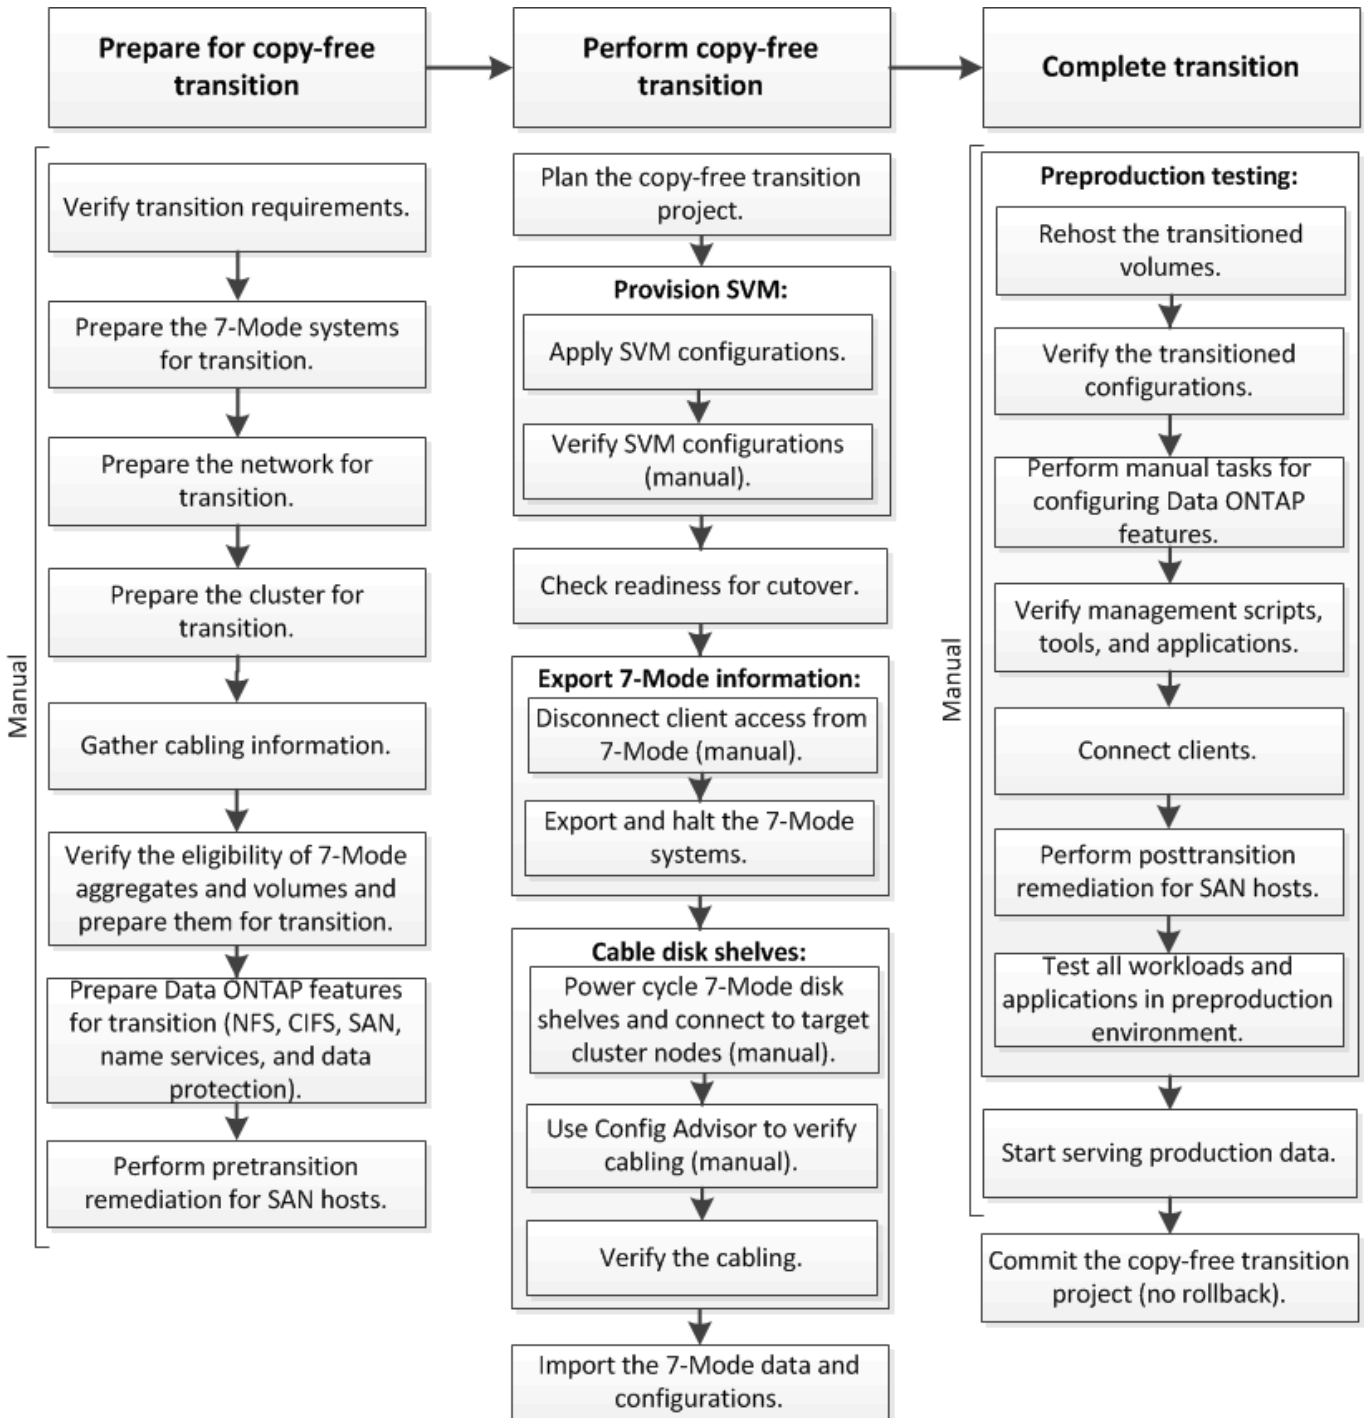 Prepare for copy-free
transition
Perform copy-free
transition
Complete transition
Manual
Verify transition requirements.
Prepare the 7-Mode systems
for transition.
Prepare the network for
transition.
Prepare the cluster for
transition.
Gather cabling information.
Verify the eligibility of 7-Mode
aggregates and volumes and
prepare them for transition.
Prepare Data ONTAP features
for transition (NFS, CIFS, SAN,
name services, and data
protection).
Perform pretransition
remediation for SAN hosts.
Plan the copy-free transition
project.
Provision SVM:
Apply SVM configurations.
Verify SVM configurations
(manual).
Check readiness for cutover.
Export 7-Mode information:
Disconnect client access from
7-Mode (manual).
Export and halt the 7-Mode
systems.
Cable disk shelves:
Power cycle 7-Mode disk
shelves and connect to target
cluster nodes (manual).
Use Config Advisor to verify
cabling (manual).
Verify the cabling.
Import the 7-Mode data and
configurations.
Manual
Preproduction testing:
Rehost the transitioned
volumes.
Verify the transitioned
configurations.
Perform manual tasks for
configuring Data ONTAP
features.
Verify management scripts,
tools, and applications.
Connect clients.
Perform posttransition
remediation for SAN hosts.
Test all workloads and
applications in preproduction
environment.
Start serving production data.
Commit the copy-free transition
project (no rollback).